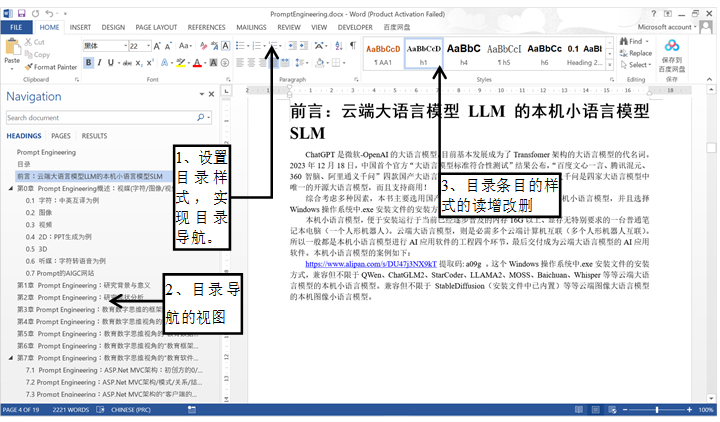 PromptEngineering.docx - Word (Product Activation Failed)
FILE HOME INSERT DESIGN PAGE LAYOUT REFERENCES MAILINGS REVIEW VIEW DEVELOPER 百度网盘 Microsoft account
Cut
Copy
Format Painter
Paste
Clipboard
黑体 22
Font
Paragraph
AaBbCcD AaBbCcD AaBbC AaBbCcI AaBbCc 0.1 AaBl
¶ AA1 h1 h4 ¶ h5 h6 Heading 2...
Styles
Find
Replace
Select
Editing
保存到
百度网盘
保存
Navigation
Search document
HEADINGS PAGES RESULTS
Prompt Engineering
目录
前言：云端大语言模型LLM的本机小语言模型SLM
第0章 Prompt Engineering概述：视媒(字符/图像/视
0.1 字符：中英互译为例
0.2 图像
0.3 视频
0.4 2D：PPT生成为例
0.5 3D
0.6 听媒：字符转语音为例
0.7 Prompt的AIGC网站
第1章 Prompt Engineering：研究背景与意义
第2章 Prompt Engineering：研究现状分析
第3章 Prompt Engineering：教育数字思维的框架
第4章 Prompt Engineering：教育数字思维视角的
第5章 Prompt Engineering：教育数字思维视角的"教育数据...
第6章 Prompt Engineering：教育数字思维视角的"教育框架...
第7章 Prompt Engineering：教育数字思维视角的"教育软件...
7.1 Prompt Engineering：ASP.Net MVC架构：初创方的0/...
7.2 Prompt Engineering：ASP.Net MVC架构/模式/关系/结...
7.3 Prompt Engineering：ASP.Net MVC架构的"客户端的...
1、设置目录样式，实现目录导航。
2、目录导航的视图
3、目录条目的样式的读增改删
前言：云端大语言模型 LLM 的本机小语言模型
SLM
ChatGPT 是微软-OpenAI 的大语言模型，目前基本发展成为了 Transfomer 架构的大语言模型的代名词。
2023 年 12 月 18 日，中国首个官方"大语言模型标准符合性测试"结果公布，"百度文心一言、腾讯混元、
360 智脑、阿里通义千问"四款国产大语言
千问是四家大语言模型中
唯一的开源大语言模型，而且支持商用！
综合考虑多种因素，本书主要选用国产
机小语言模型，并且选择
Windows 操作系统中.exe 安装文件的安装方
本机小语言模型，便于安装运行于当前已经逐步普及的内存 16G 以上、显存无特别要求的一台普通笔
记本电脑（一个人形机器人）。云端大语言模型，则是必需多个云端计算机互联（多个人形机器人互联）。
所以一般都是本机小语言模型进行 AI 应用软件的工程四个环节，最后交付成为云端大语言模型的 AI 应用
软件。本机小语言模型的案例如下：
https://www.alipan.com/s/DU47j3NX9kT 提取码: a09g 。这个 Windows 操作系统中.exe 安装文件的安装
方式，兼容但不限于 QWen、ChatGLM2、StarCoder、LLAMA2、MOSS、Baichuan、Whisper 等等云端大语
言模型的本机小语言模型。兼容但不限于 StableDiffusion（安装文件中已内置）等等云端图像大语言模型
的本机图像小语言模型。
PAGE 4 OF 19 2221 WORDS CHINESE (PRC) 100%